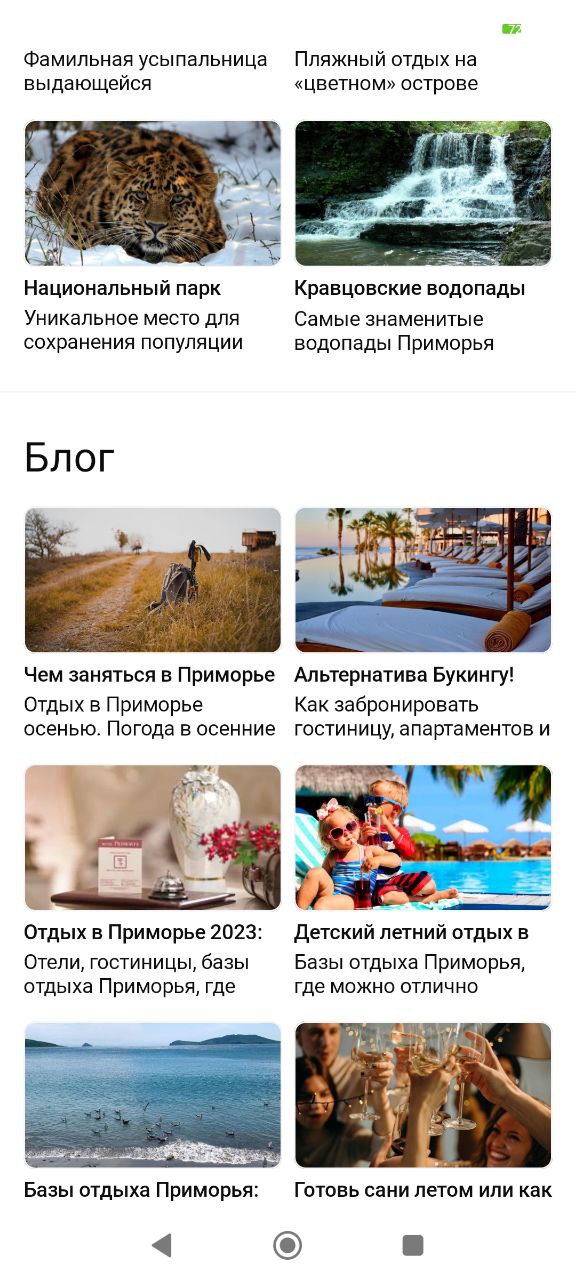 72
Фамильная усыпальница
выдающейся
Пляжный отдых на
«цветном» острове
Национальный парк
Уникальное место для
сохранения популяции
Кравцовские водопады
Самые знаменитые
водопады Приморья
Блог
Чем заняться в Приморье
Отдых в Приморье
осенью. Погода в осенние
Альтернатива Букингу!
Как забронировать
гостиницу, апартаментов и
Отдых в Приморье 2023:
Отели, гостиницы, базы
отдыха Приморья, где
Детский летний отдых в
Базы отдыха Приморья,
где можно отлично
Базы отдыха Приморья:
Готовь сани летом или как